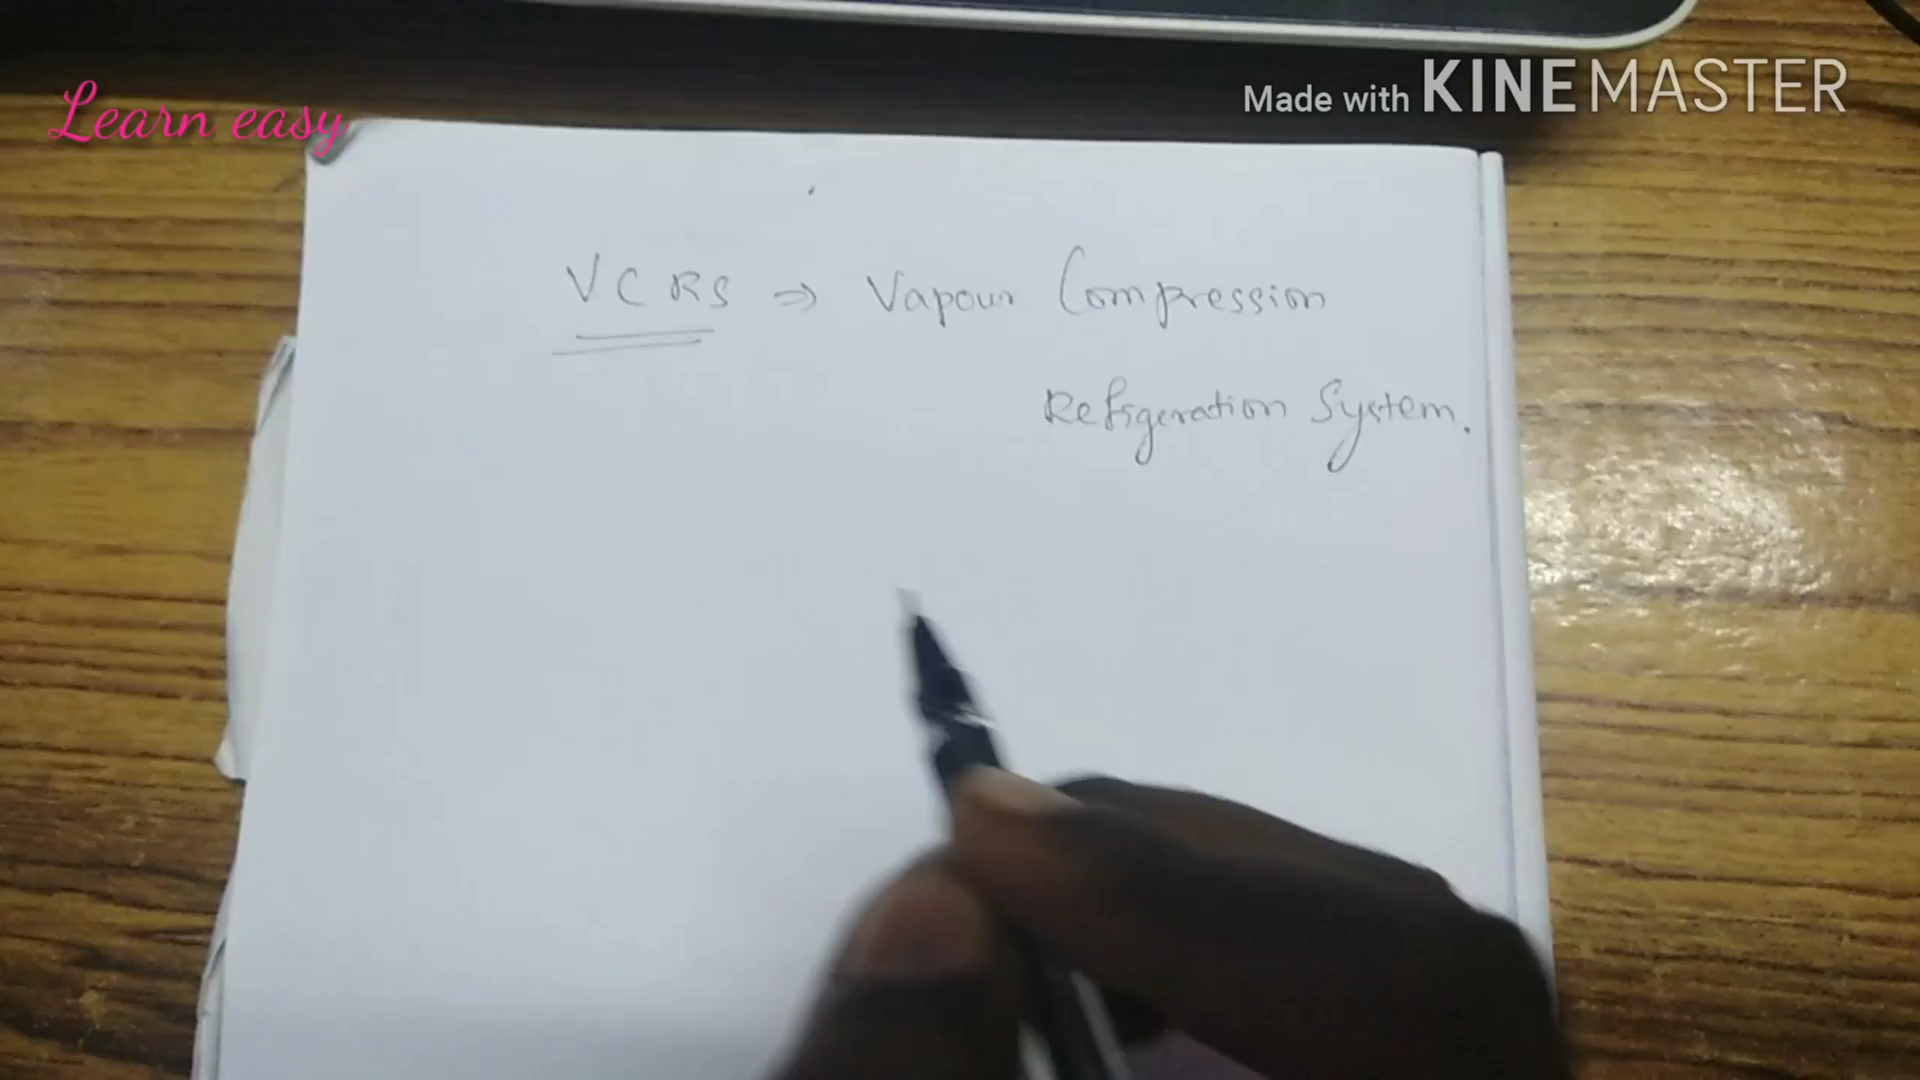 Learn easy
Made with KINEMASTER
VCRS ⇒ Vapour Compression
Refrigeration System.